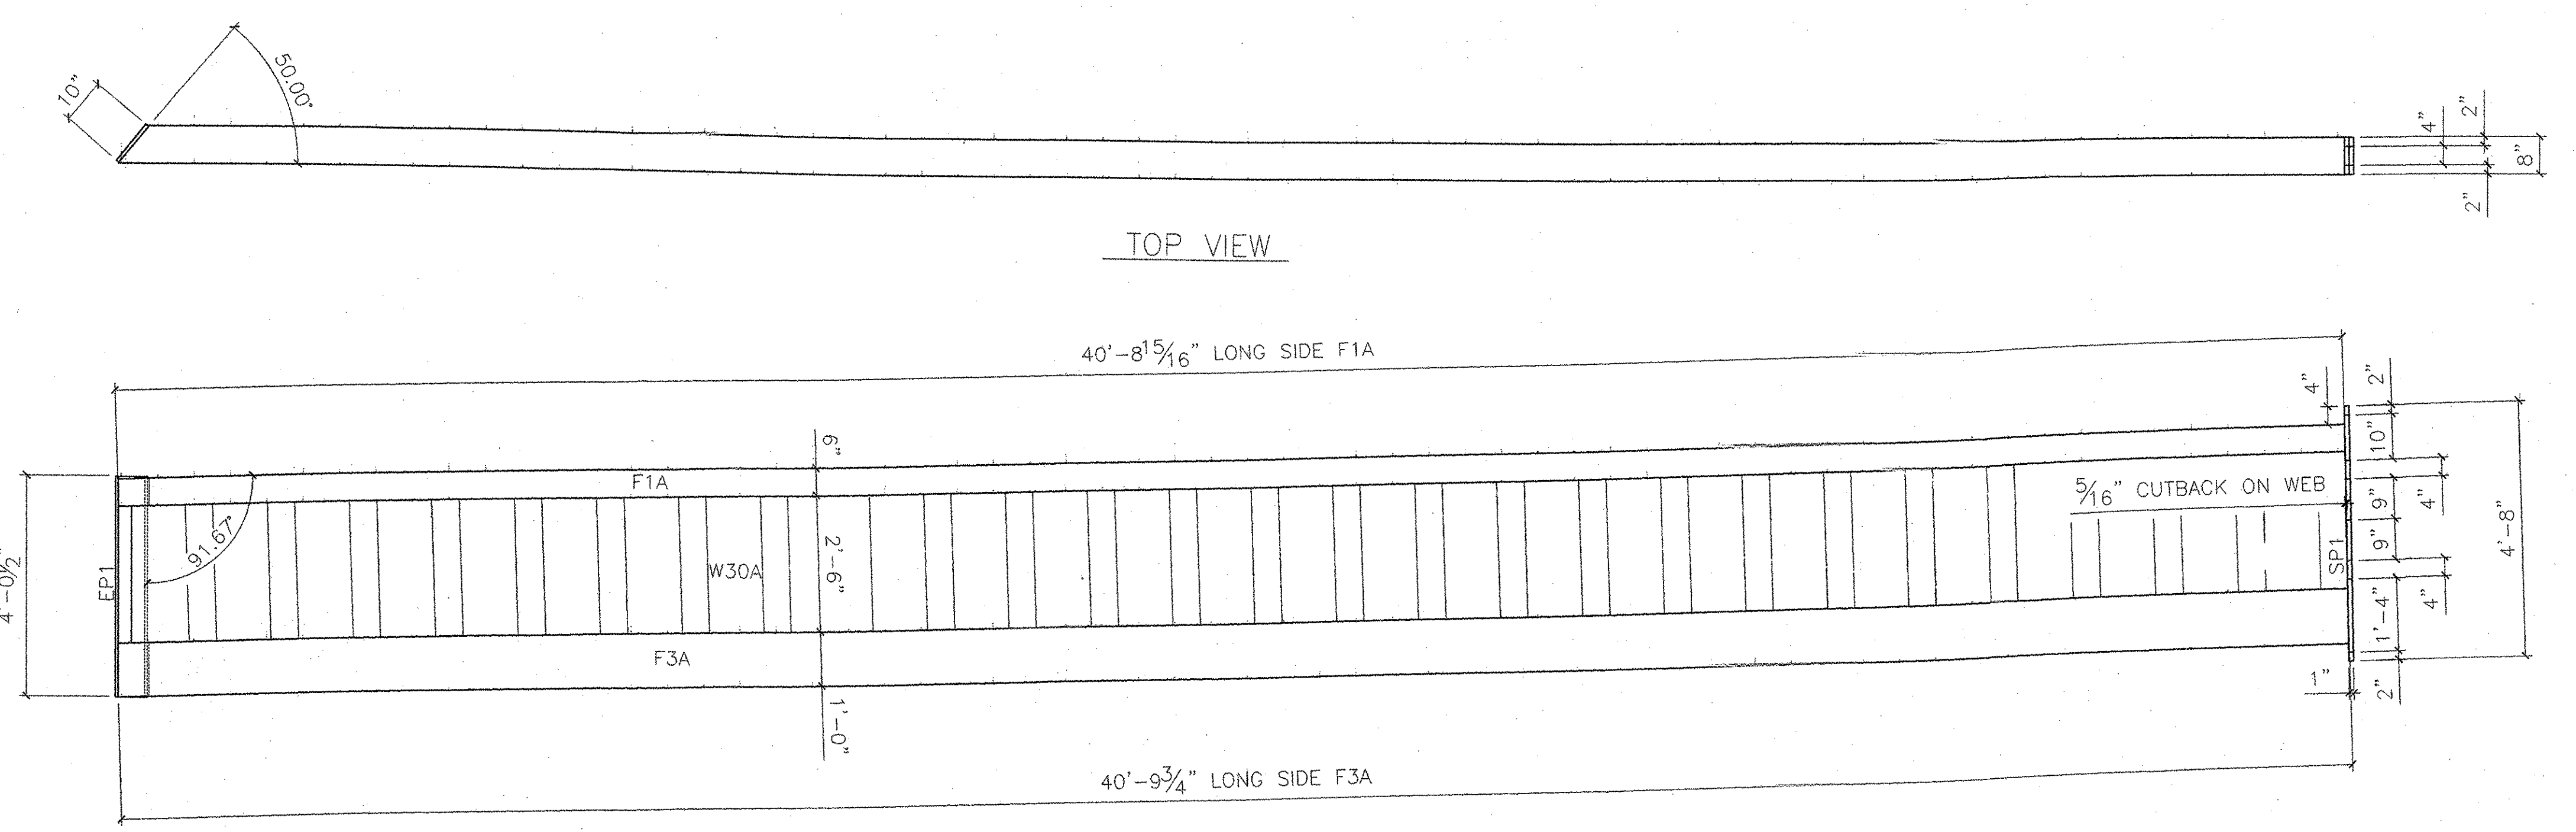 10"
50.00°
2"
4"
8"
2"
TOP VIEW
40'-8 15/16" LONG SIDE F1A
4"
2"
6"
10"
F1A
4"
5/16" CUTBACK ON WEB
9"
4'-8"
91.67°
2'-6"
W30A
9"
SP1
EP1
4'-0 1/2"
4"
1'-4"
F3A
1"
2"
1'-0"
40'-9 3/4" LONG SIDE F3A